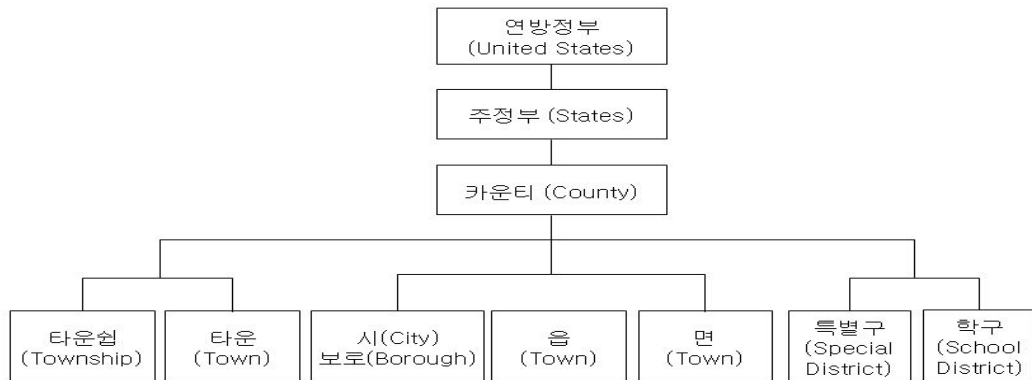 연방정부
(United States)
주정부 (States)
카운티 (County)
타운쉽
(Township)
타운
(Town)
시(City)
보로(Borough)
읍
(Town)
면
(Town)
특별구
(Special
District)
학구
(School
District)